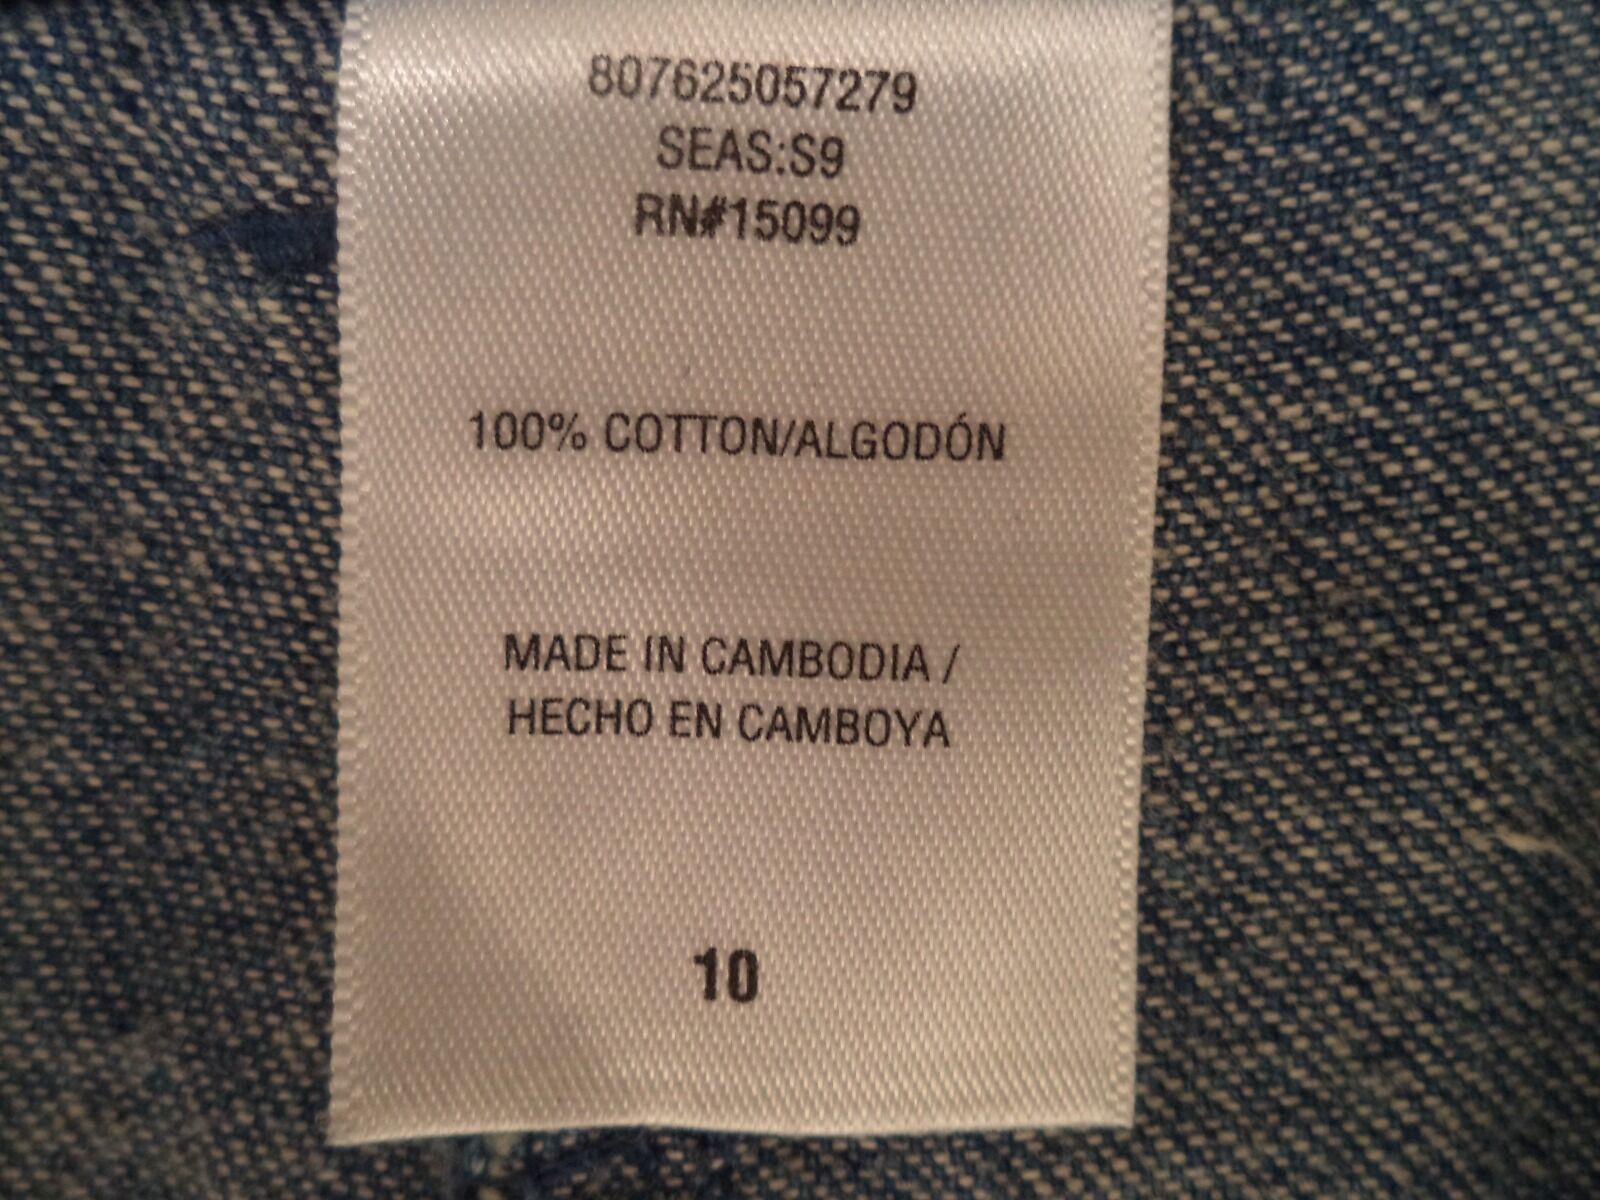 807625057279
SEAS:S9
RN#15099
100% COTTON/ALGODÓN
MADE IN CAMBODIA /
HECHO EN CAMBOYA
10